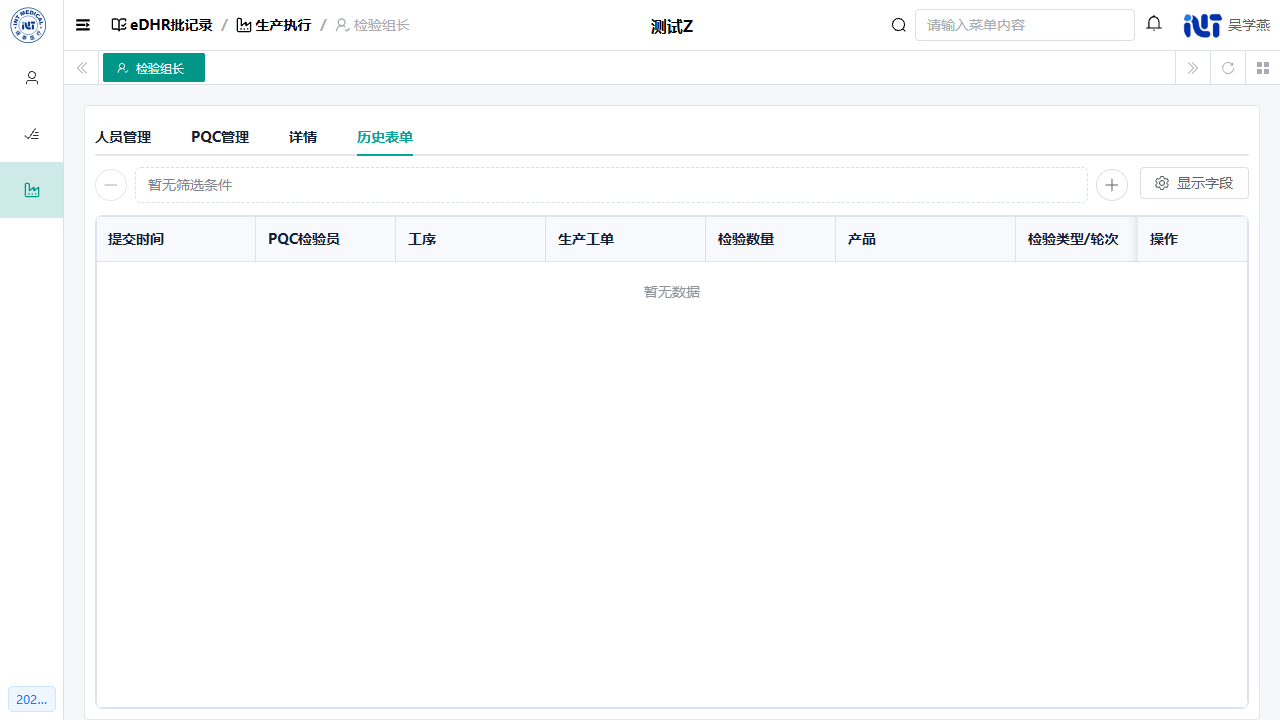 INT MEDICAL
eDHR批记录 / 生产执行 / 检验组长
测试Z
请输入菜单内容
吴学燕
检验组长
人员管理 PQC管理 详情 历史表单
暂无筛选条件
显示字段
提交时间 PQC检验员 工序 生产工单 检验数量 产品 检验类型/轮次 操作
暂无数据
202...